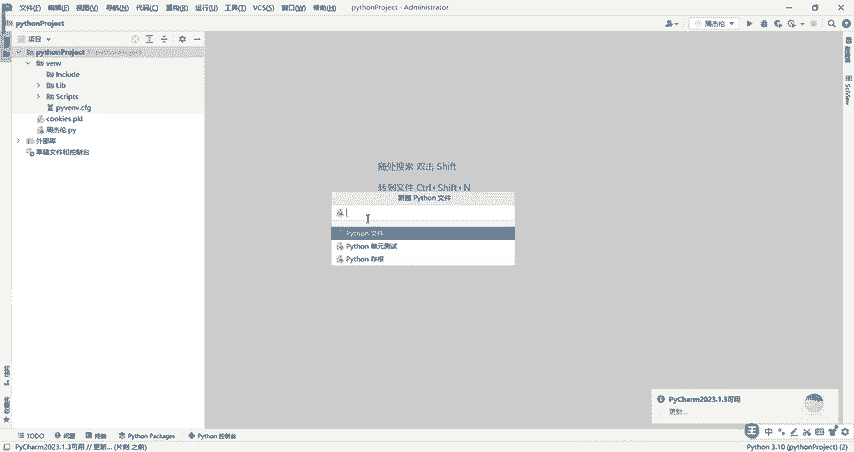 文件(F) 编辑(E) 视图(V) 导航(N) 代码(C) 重构(R) 运行(U) 工具(T) VCS(S) 窗口(W) 帮助(H) pythonProject - Administrator
pythonProject
周杰伦
项目
pythonProject
venv
Include
Lib
Scripts
pyvenv.cfg
cookies.pkl
周杰伦.py
外部库
草稿文件和控制台
随处搜索 双击 Shift
转到文件 Ctrl+Shift+N
新建 Python 文件
Python 文件
Python 单元测试
Python 存根
数据库
SciView
结构
收藏夹
PyCharm2023.1.3可用
更新...
TODO 问题 终端 Python Packages Python 控制台
中
PyCharm2023.1.3可用 // 更新... (片刻 之前)
Python 3.10 (pythonProject) (2)